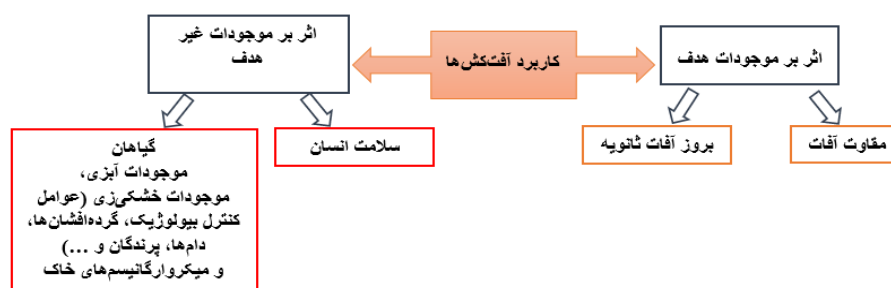 کاربرد آفت‌کش‌ها
اثر بر موجودات هدف
مقاوت آفات
بروز آفات ثانویه
اثر بر موجودات غیر
هدف
سلامت انسان
گیاهان
موجودات آبزی،
موجودات خشکی‌زی (عوامل
کنترل بیولوژیک، گرده‌افشان‌ها،
دام‌ها، پرندگان و ...)
و میکروارگانیسم‌های خاک